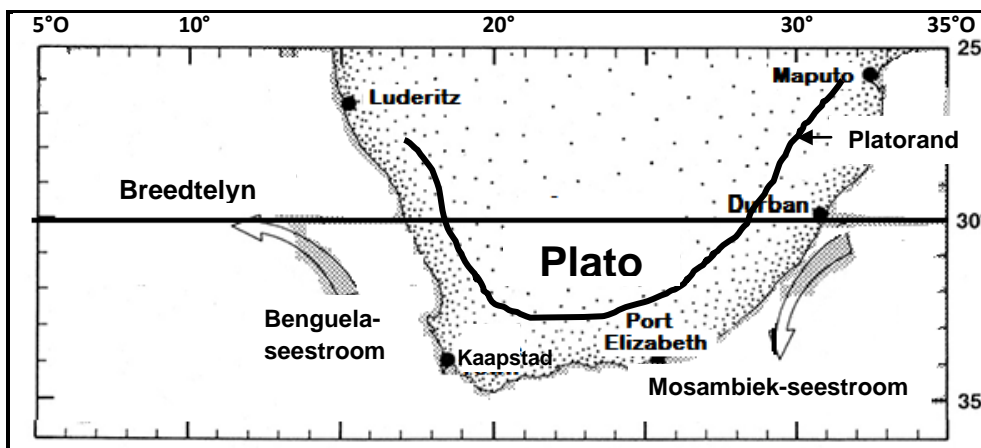 5°O 10° 20° 30° 35°O
25
Maputo
Luderitz
Platorand
Breedtelyn
Durban
30
Plato
Benguela-
seestroom
Port
Elizabeth
Kaapstad
Mosambiek-seestroom
35